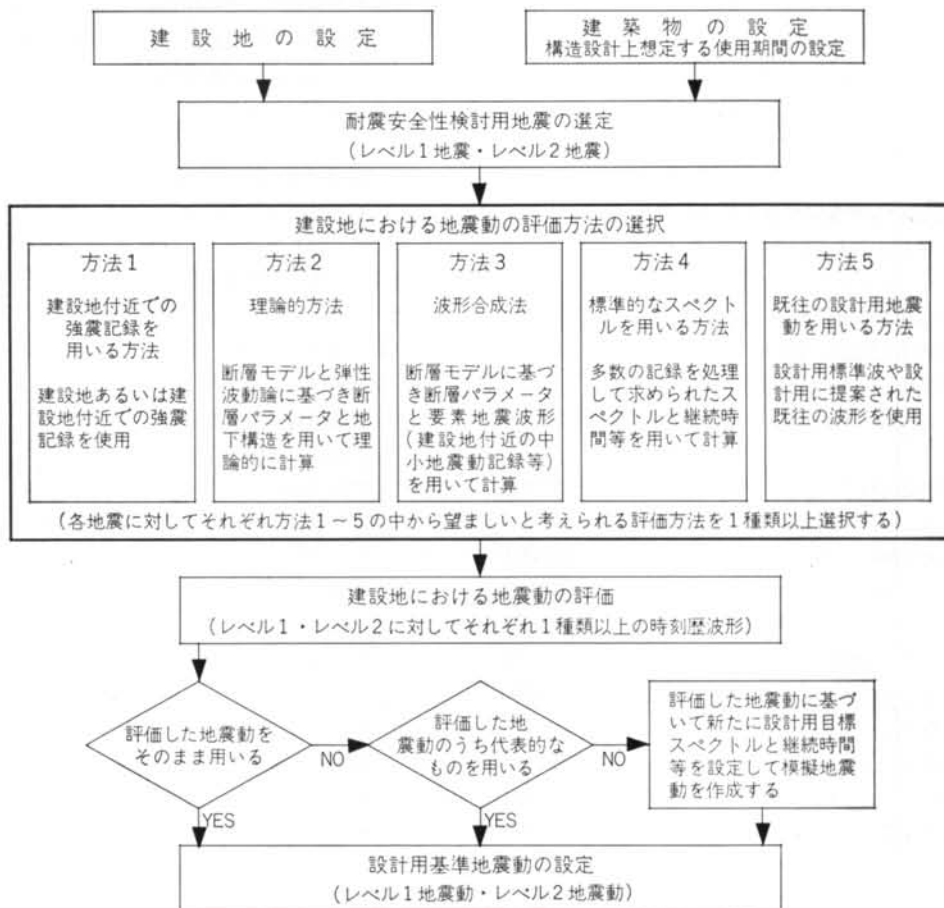 建設地の設定
建築物の設定
構造設計上想定する使用期間の設定
耐震安全性検討用地震の選定
(レベル1地震・レベル2地震)
建設地における地震動の評価方法の選択
方法1
建設地付近での
強震記録を
用いる方法
建設地あるいは建
設地付近での強震
記録を使用
方法2
理論的方法
断層モデルと弾性
波動論に基づき断
層パラメータと地
下構造を用いて理
論的に計算
方法3
波形合成法
断層モデルに基づ
き断層パラメータ
と要素地震波形
(建設地付近の中
小地震動記録等)
を用いて計算
方法4
標準的なスペクト
ルを用いる方法
多数の記録を処理
して求められたス
ペクトルと継続時
間等を用いて計算
方法5
既往の設計用地震
動を用いる方法
設計用標準波や設
計用に提案された
既往の波形を使用
(各地震に対してそれぞれ方法1~5の中から望ましいと考えられる評価方法を1種類以上選択する)
建設地における地震動の評価
(レベル1・レベル2に対してそれぞれ1種類以上の時刻歴波形)
評価した地震動を
そのまま用いる
NO
YES
評価した地
震動のうち代表的な
ものを用いる
NO
YES
評価した地震動に基づ
いて新たに設計用目標
スペクトルと継続時間
等を設定して模擬地震
動を作成する
設計用基準地震動の設定
(レベル1地震動・レベル2地震動)